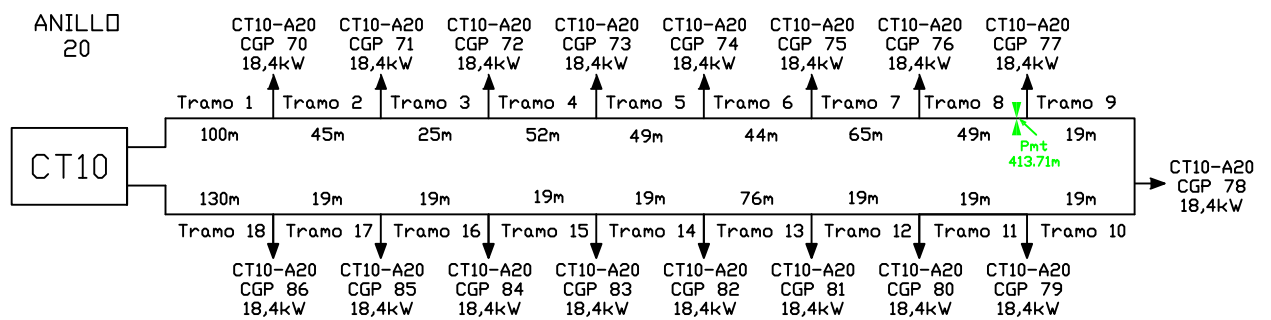 ANILLO
20
CT10-A20
CGP 70
18,4kW
CT10-A20
CGP 71
18,4kW
CT10-A20
CGP 72
18,4kW
CT10-A20
CGP 73
18,4kW
CT10-A20
CGP 74
18,4kW
CT10-A20
CGP 75
18,4kW
CT10-A20
CGP 76
18,4kW
CT10-A20
CGP 77
18,4kW
Tramo 1
Tramo 2
Tramo 3
Tramo 4
Tramo 5
Tramo 6
Tramo 7
Tramo 8
Tramo 9
100m
45m
25m
52m
49m
44m
65m
49m
19m
Pmt
413.71m
CT10
CT10-A20
CGP 78
18,4kW
130m
19m
19m
19m
19m
76m
19m
19m
19m
Tramo 18
Tramo 17
Tramo 16
Tramo 15
Tramo 14
Tramo 13
Tramo 12
Tramo 11
Tramo 10
CT10-A20
CGP 86
18,4kW
CT10-A20
CGP 85
18,4kW
CT10-A20
CGP 84
18,4kW
CT10-A20
CGP 83
18,4kW
CT10-A20
CGP 82
18,4kW
CT10-A20
CGP 81
18,4kW
CT10-A20
CGP 80
18,4kW
CT10-A20
CGP 79
18,4kW